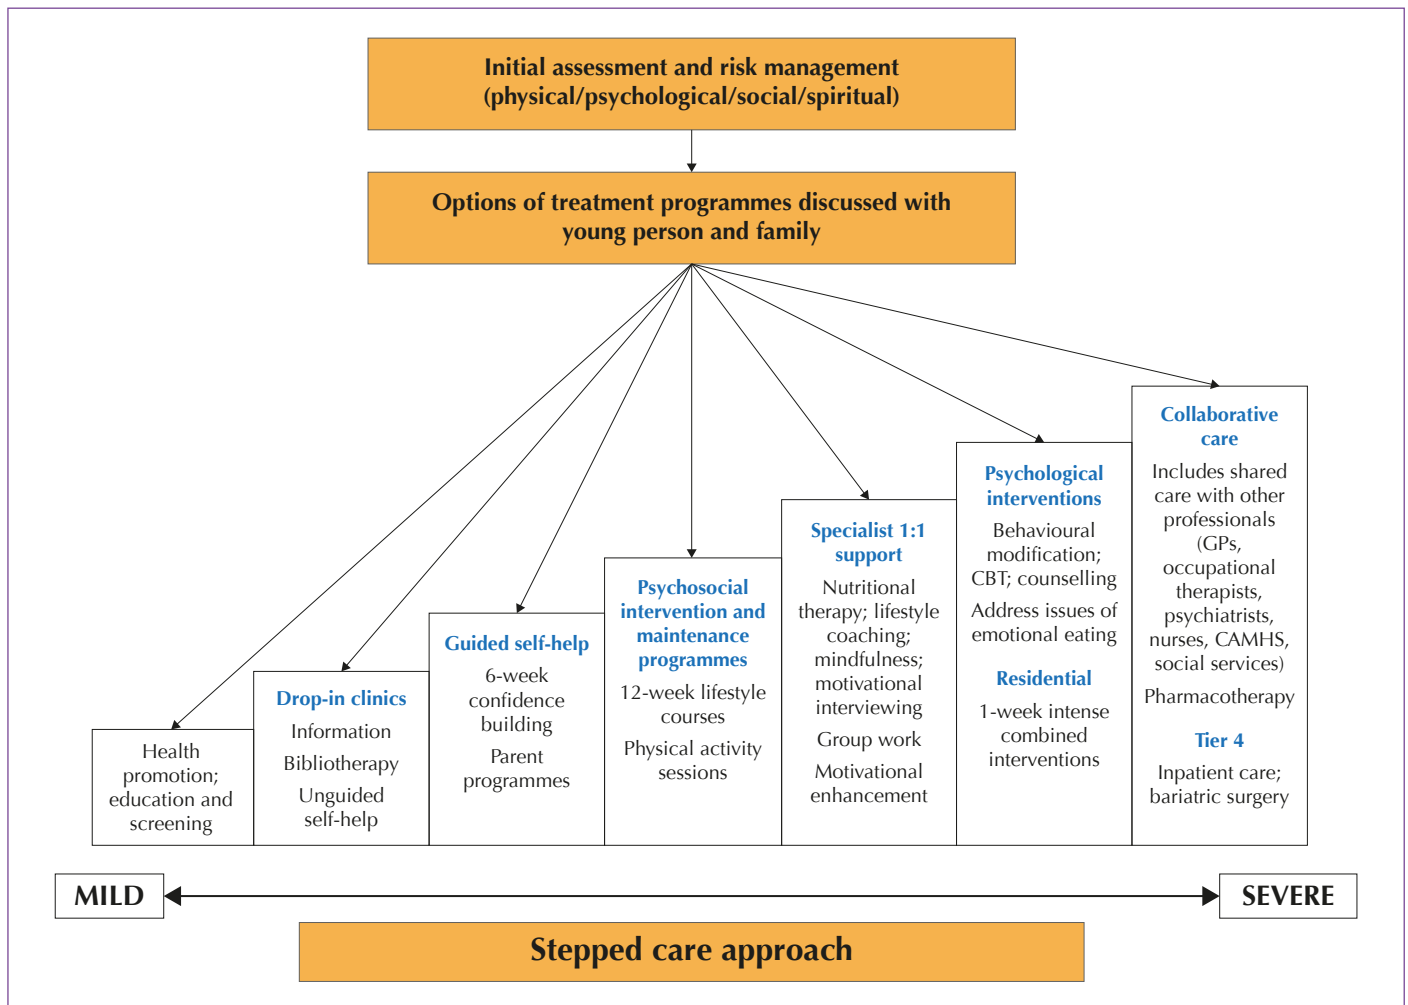 Initial assessment and risk management
(physical/psychological/social/spiritual)
Options of treatment programmes discussed with
young person and family
Health
promotion;
education and
screening
Drop-in clinics
Information
Bibliotherapy
Unguided
self-help
Guided self-help
6-week
confidence
building
Parent
programmes
Psychosocial
intervention and
maintenance
programmes
12-week lifestyle
courses
Physical activity
sessions
Specialist 1:1
support
Nutritional
therapy; lifestyle
coaching;
mindfulness;
motivational
interviewing
Group work
Motivational
enhancement
Psychological
interventions
Behavioural
modification;
CBT; counselling
Address issues of
emotional eating
Residential
1-week intense
combined
interventions
Collaborative
care
Includes shared
care with other
professionals
(GPs,
occupational
therapists,
psychiatrists,
nurses, CAMHS,
social services)
Pharmacotherapy
Tier 4
Inpatient care;
bariatric surgery
MILD
SEVERE
Stepped care approach